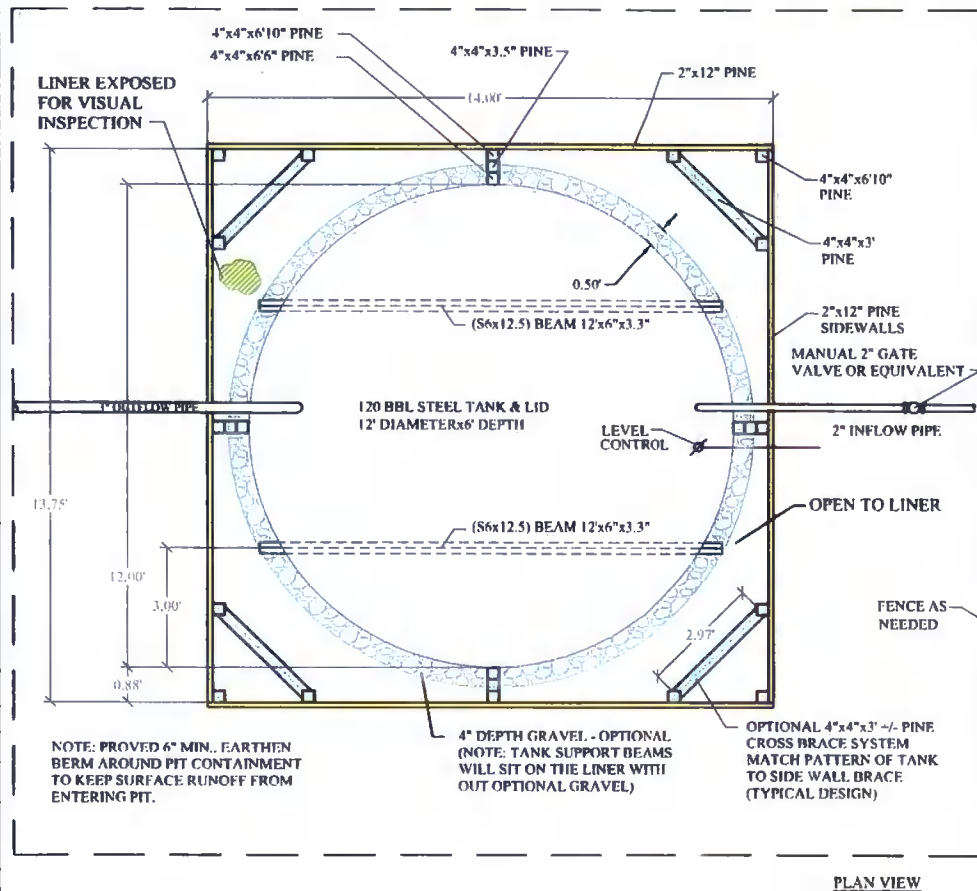 4"x4"x6'10" PINE
4"x4"x6'6" PINE
4"x4"x3.5" PINE
2"x12" PINE
LINER EXPOSED
FOR VISUAL
INSPECTION
14.00'
4"x4"x6'10"
PINE
4"x4"x3'
PINE
0.50'
(S6x12.5) BEAM 12'x6"x3.3"
2"x12" PINE
SIDEWALLS
MANUAL 2" GATE
VALVE OR EQUIVALENT
OUTFLOW PIPE
120 BBL STEEL TANK & LID
12' DIAMETERx6' DEPTH
LEVEL
CONTROL
2" INFLOW PIPE
13.75'
OPEN TO LINER
(S6x12.5) BEAM 12'x6"x3.3"
12.00'
3.00'
2.97'
FENCE AS
NEEDED
0.88'
NOTE: PROVED 6" MIN.. EARTHEN
BERM AROUND PIT CONTAINMENT
TO KEEP SURFACE RUNOFF FROM
ENTERING PIT.
4" DEPTH GRAVEL - OPTIONAL
(NOTE: TANK SUPPORT BEAMS
WILL SIT ON THE LINER WITH
OUT OPTIONAL GRAVEL)
OPTIONAL 4"x4"x3' +/- PINE
CROSS BRACE SYSTEM
MATCH PATTERN OF TANK
TO SIDE WALL BRACE
(TYPICAL DESIGN)
PLAN VIEW